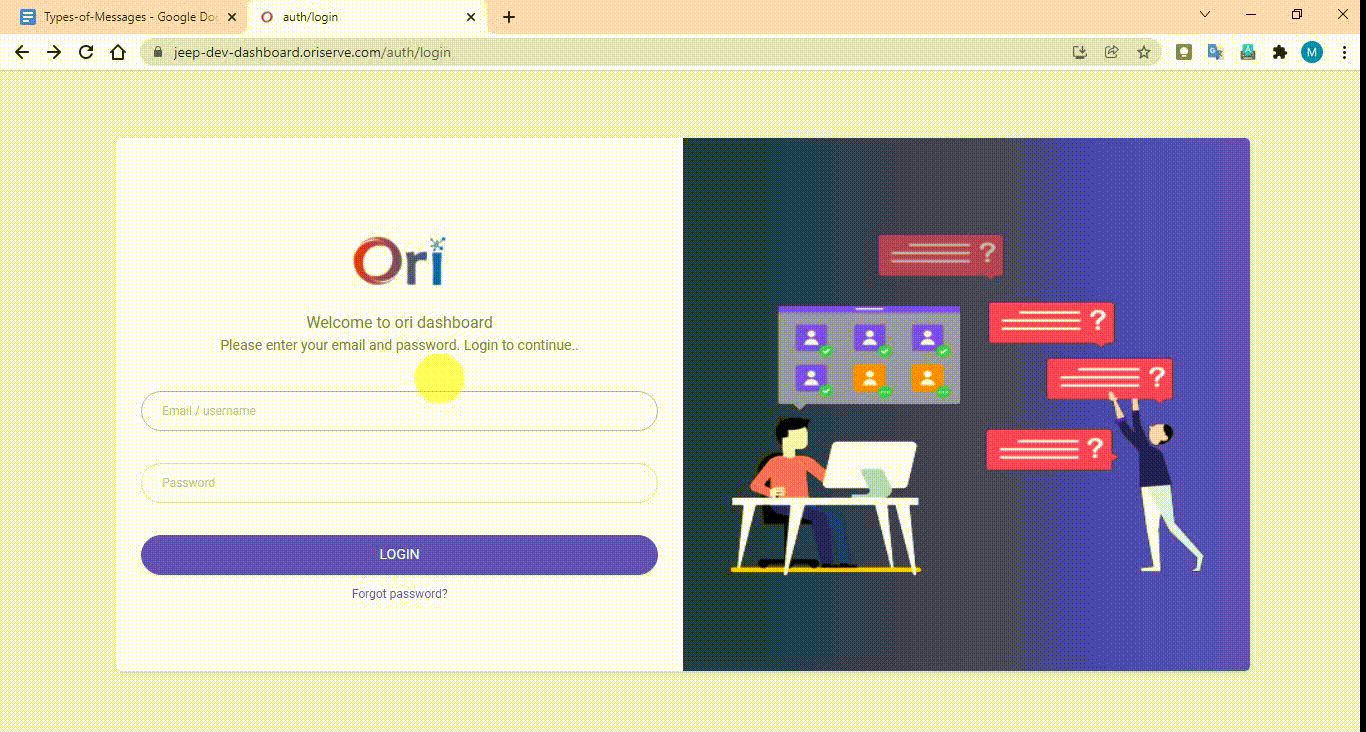 Types-of-Messages - Google Do
auth/login
jeep-dev-dashboard.oriserve.com/auth/login
M
Ori
Welcome to ori dashboard
Please enter your email and password. Login to continue..
Email / username
Password
LOGIN
Forgot password?
?
?
?
?